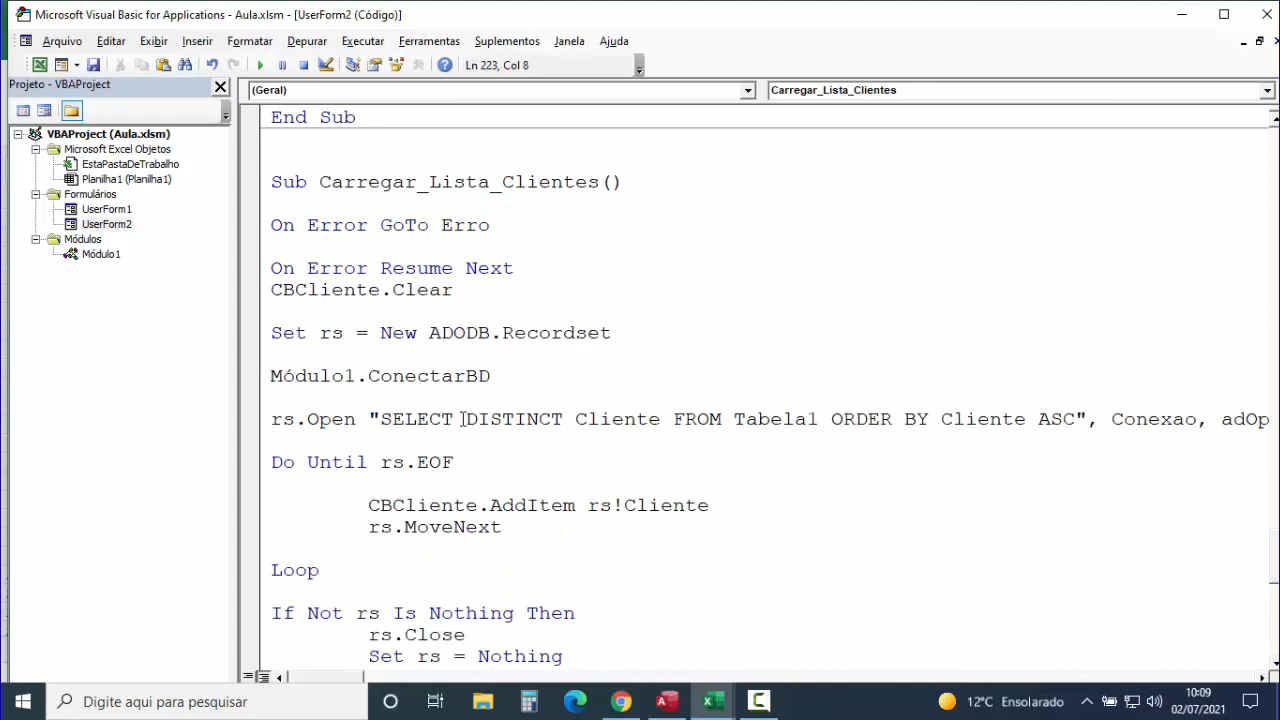 Microsoft Visual Basic for Applications - Aula.xlsm - [UserForm2 (Código)]
Arquivo Editar Exibir Inserir Formatar Depurar Executar Ferramentas Suplementos Janela Ajuda
Ln 223, Col 8
Projeto - VBAProject
(Geral)
Carregar_Lista_Clientes
VBAProject (Aula.xlsm)
Microsoft Excel Objetos
EstaPastaDeTrabalho
Planilha1 (Planilha1)
Formulários
UserForm1
UserForm2
Módulos
Módulo1
End Sub
Sub Carregar_Lista_Clientes()
On Error GoTo Erro
On Error Resume Next
CBCliente.Clear
Set rs = New ADODB.Recordset
Módulo1.ConectarBD
rs.Open "SELECT DISTINCT Cliente FROM Tabela1 ORDER BY Cliente ASC", Conexao, adOp
Do Until rs.EOF
CBCliente.AddItem rs!Cliente
rs.MoveNext
Loop
If Not rs Is Nothing Then
rs.Close
Set rs = Nothing
Digite aqui para pesquisar
12°C Ensolarado
10:09
02/07/2021